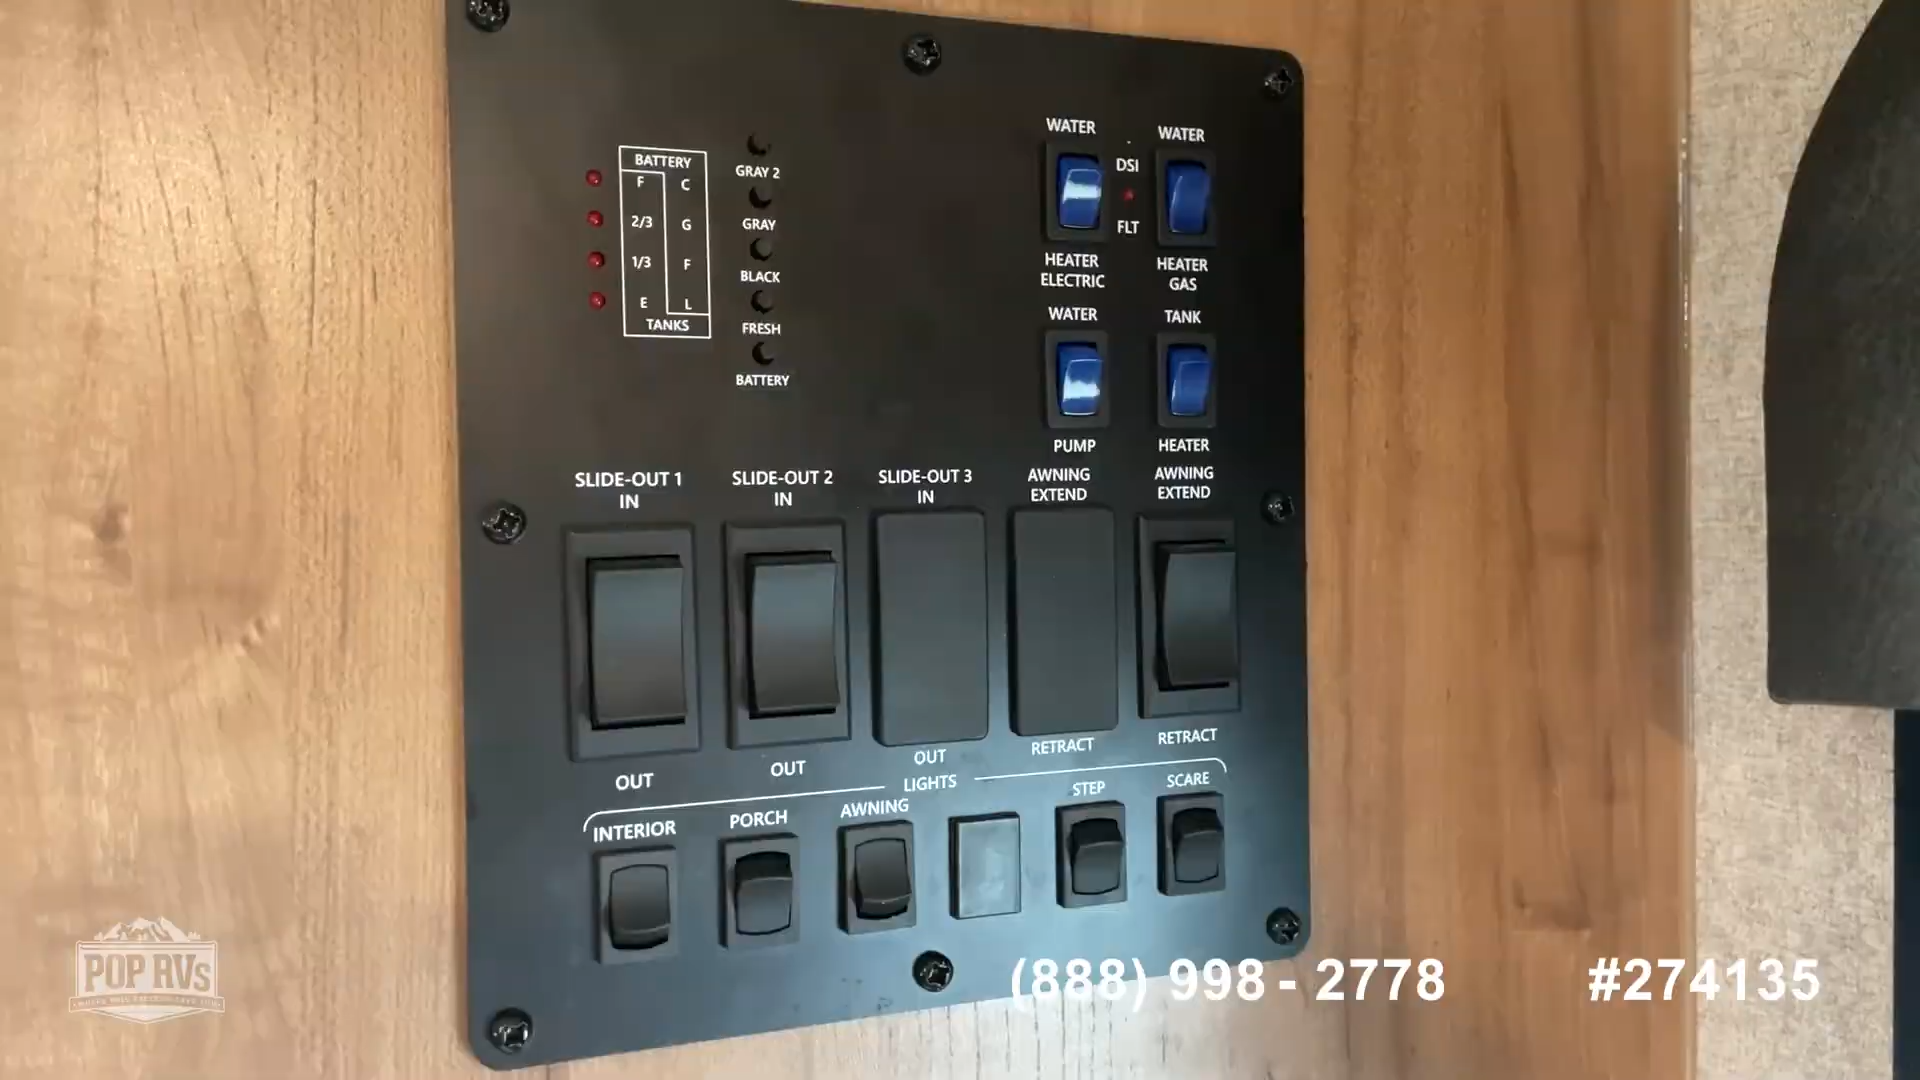 BATTERY
F C
2/3 G
1/3 F
E L
TANKS
GRAY 2
GRAY
BLACK
FRESH
BATTERY
WATER
HEATER
ELECTRIC
DSI
FLT
WATER
HEATER
GAS
WATER
PUMP
TANK
HEATER
SLIDE-OUT 1
IN
OUT
SLIDE-OUT 2
IN
OUT
SLIDE-OUT 3
IN
OUT
AWNING
EXTEND
RETRACT
AWNING
EXTEND
RETRACT
LIGHTS
INTERIOR
PORCH
AWNING
STEP
SCARE
POP RVs
(888) 998 - 2778
#274135